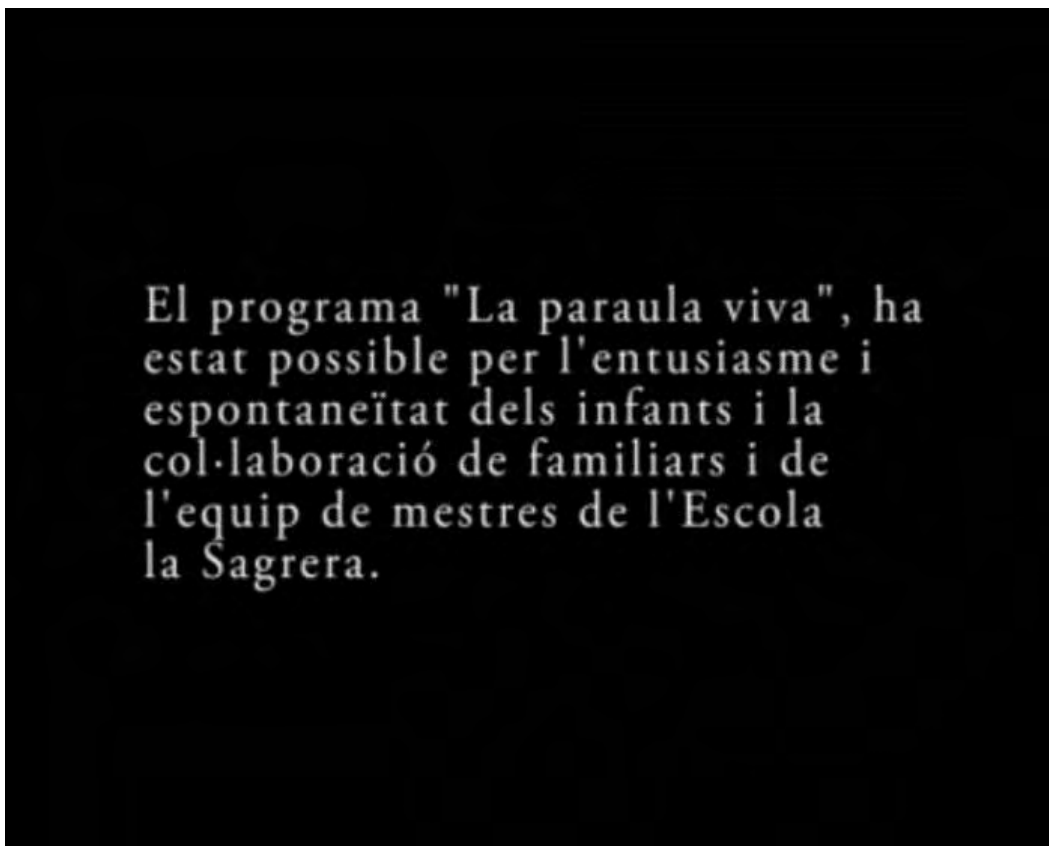 El programa "La paraula viva", ha
estat possible per l'entusiasme i
espontaneïtat dels infants i la
col·laboració de familiars i de
l'equip de mestres de l'Escola
la Sagrera.